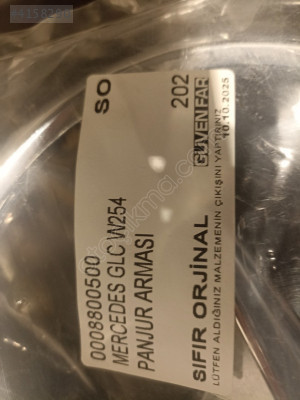 0008800500
MERCEDES GLC W254
PANJUR ARMASI
SO
202
GÜVENFAR
10.10.2025
SIFIR ORJİNAL
LÜTFEN ALDIĞINIZ MALZEMENİN ÇIKIŞINI YAPTIRINIZ